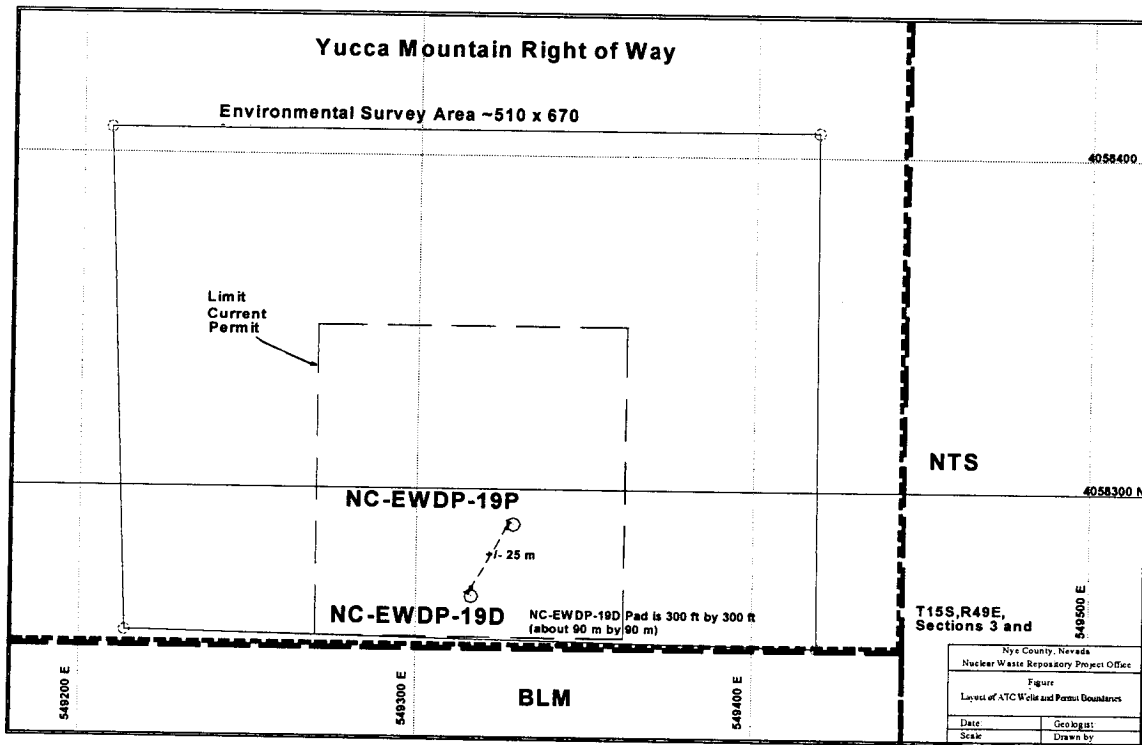 Yucca Mountain Right of Way
Environmental Survey Area ~510 x 670
4058400
Limit
Current
Permit
NTS
NC-EWDP-19P
4058300 N
+/- 25 m
NC-EWDP-19D
NC-EWDP-19D Pad is 300 ft by 300 ft
(about 90 m by 90 m)
T15S,R49E,
Sections 3 and
549500 E
549200 E
549300 E
BLM
549400 E
Nye County, Nevada
Nuclear Waste Repository Project Office
Figure
Layout of ATC Wells and Permit Boundaries
Date:
Geologist:
Scale
Drawn by